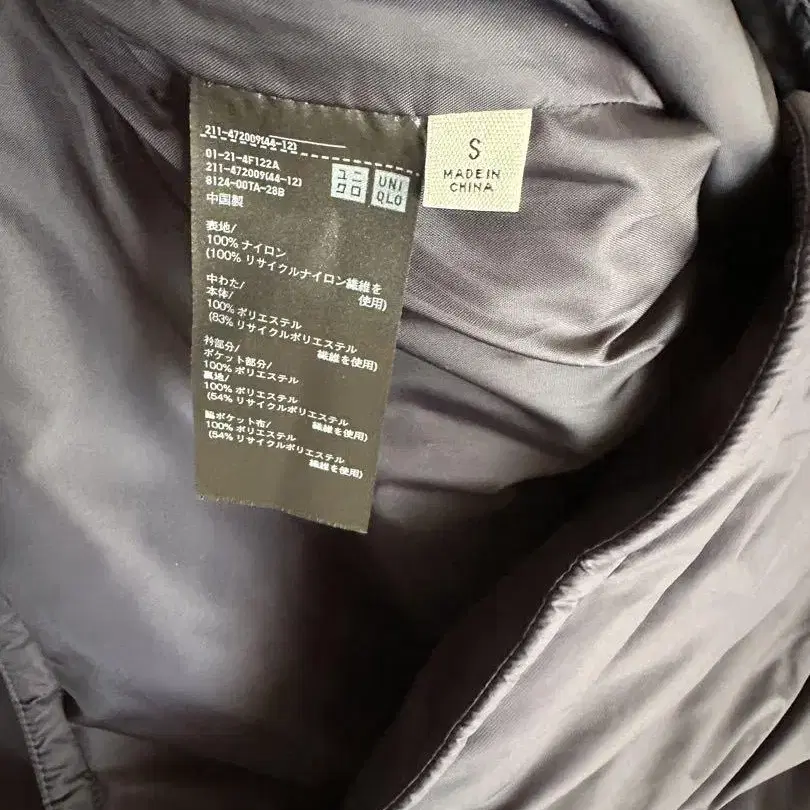 211-472009(44-12)
01-21-4F122A
211-472009(44-12)
8124-00TA-28B
中国製
ユニ
クロ
UNI
QLO
S
MADE IN
CHINA
表地/
100% ナイロン
(100% リサイクルナイロン繊維を
使用)
中わた/
本体/
100% ポリエステル
(83% リサイクルポリエステル
繊維を使用)
衿部分/
ポケット部分/
100% ポリエステル
裏地/
100% ポリエステル
(54% リサイクルポリエステル
繊維を使用)
脇ポケット布/
100% ポリエステル
(54% リサイクルポリエステル
繊維を使用)